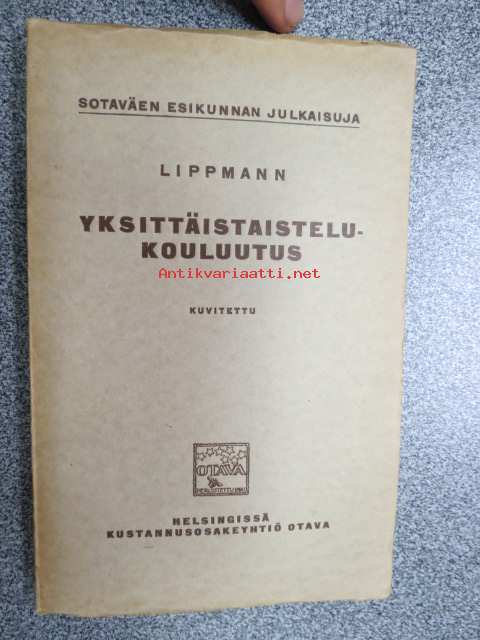 SOTAVÄEN ESIKUNNAN JULKAISUJA
LIPPMANN
YKSITTÄISTAISTELU-
KOULUUTUS
Antikvariaatti.net
KUVITETTU
OTAVA
HELSINGISSÄ
KUSTANNUSOSAKEYHTIÖ OTAVA